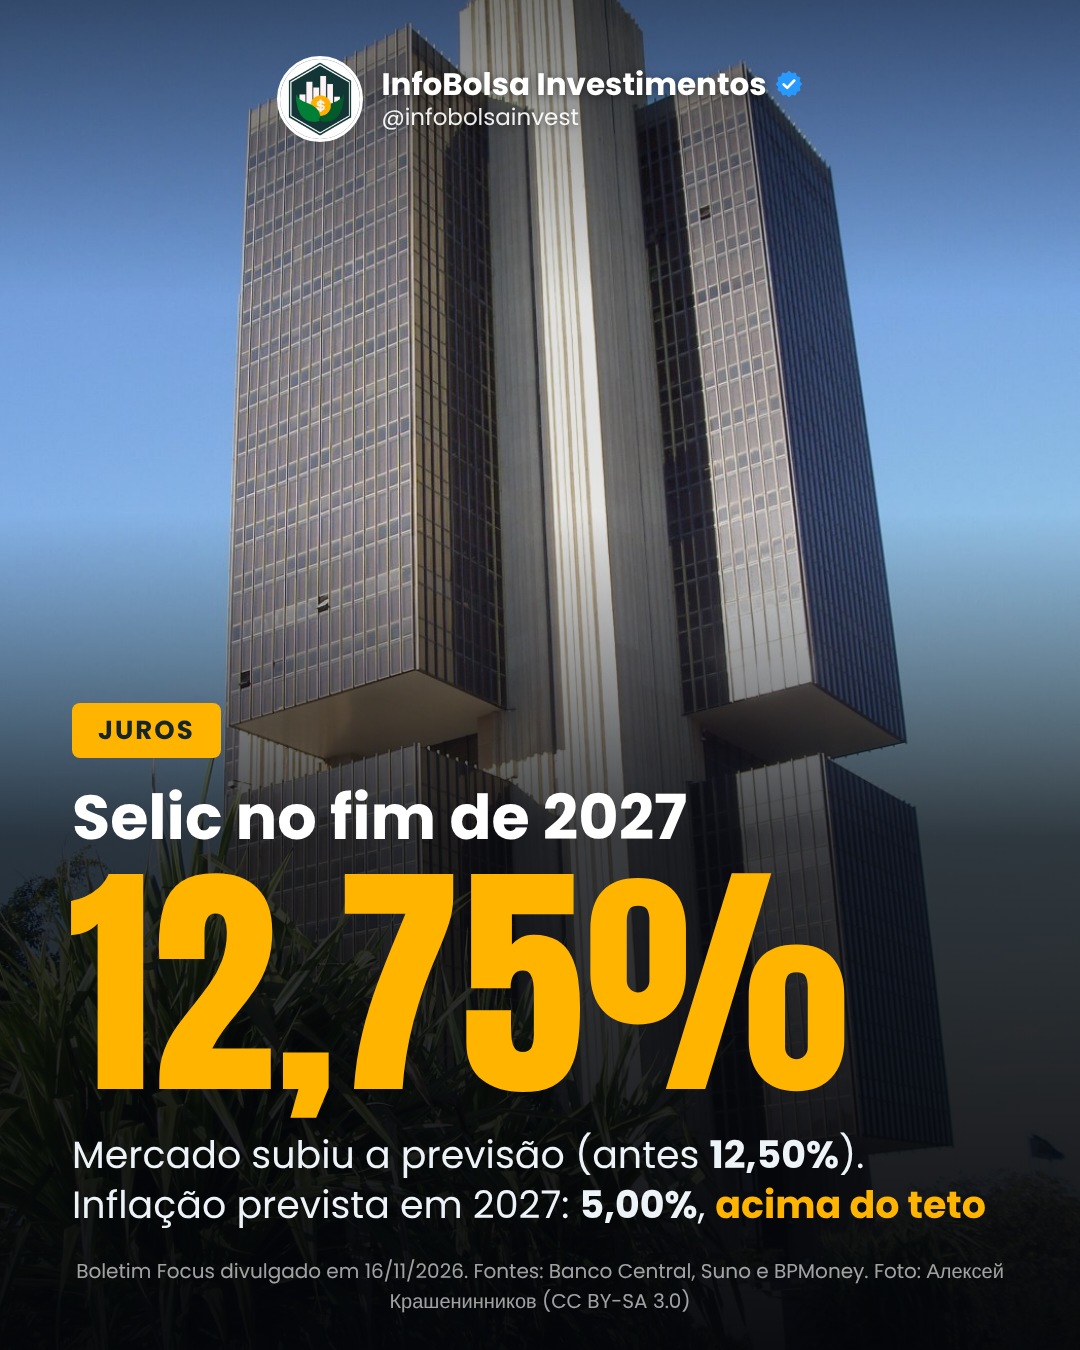 InfoBolsa Investimentos
@infobolsainvest
JUROS
Selic no fim de 2027
12,75%
Mercado subiu a previsão (antes 12,50%).
Inflação prevista em 2027: 5,00%, acima do teto
Boletim Focus divulgado em 16/11/2026. Fontes: Banco Central, Suno e BPMoney. Foto: Алексей
Крашенинников (CC BY-SA 3.0)